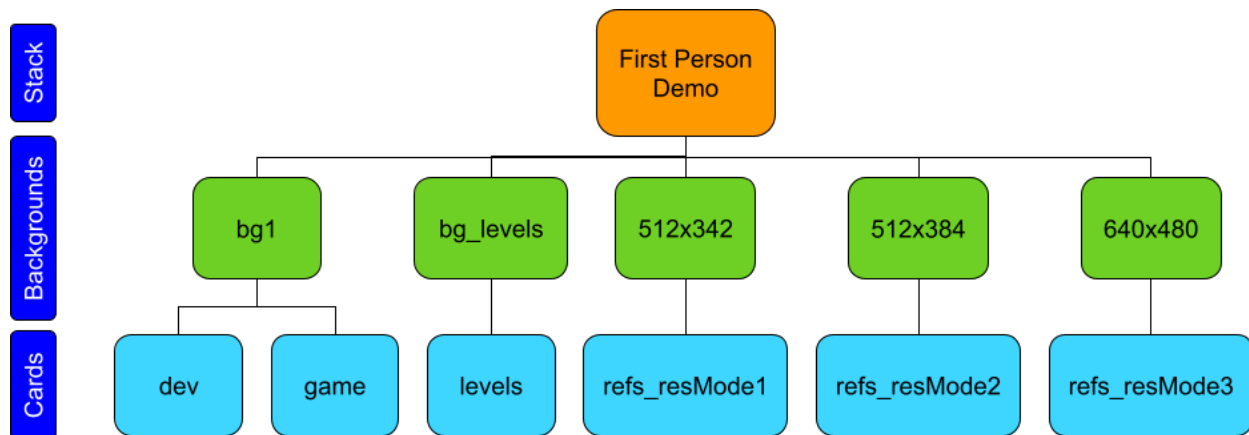 Stack
First Person
Demo
Backgrounds
bg1
bg_levels
512x342
512x384
640x480
Cards
dev
game
levels
refs_resMode1
refs_resMode2
refs_resMode3